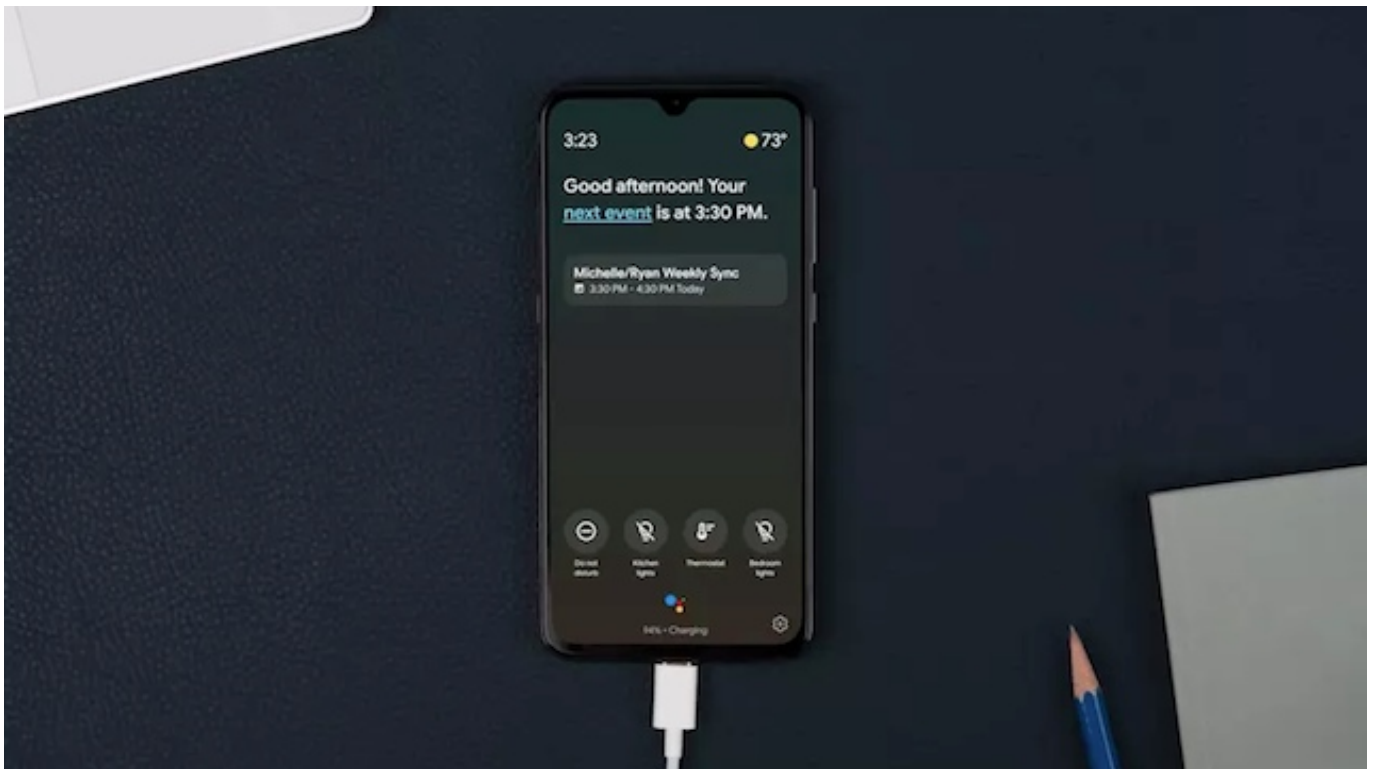 3:23
73°
Good afternoon! Your
next event is at 3:30 PM.
Michelle/Ryan Weekly Sync
3:30 PM - 4:30 PM Today
Do not
disturb
Kitchen
lights
Thermostat
Bedroom
lights
94% • Charging